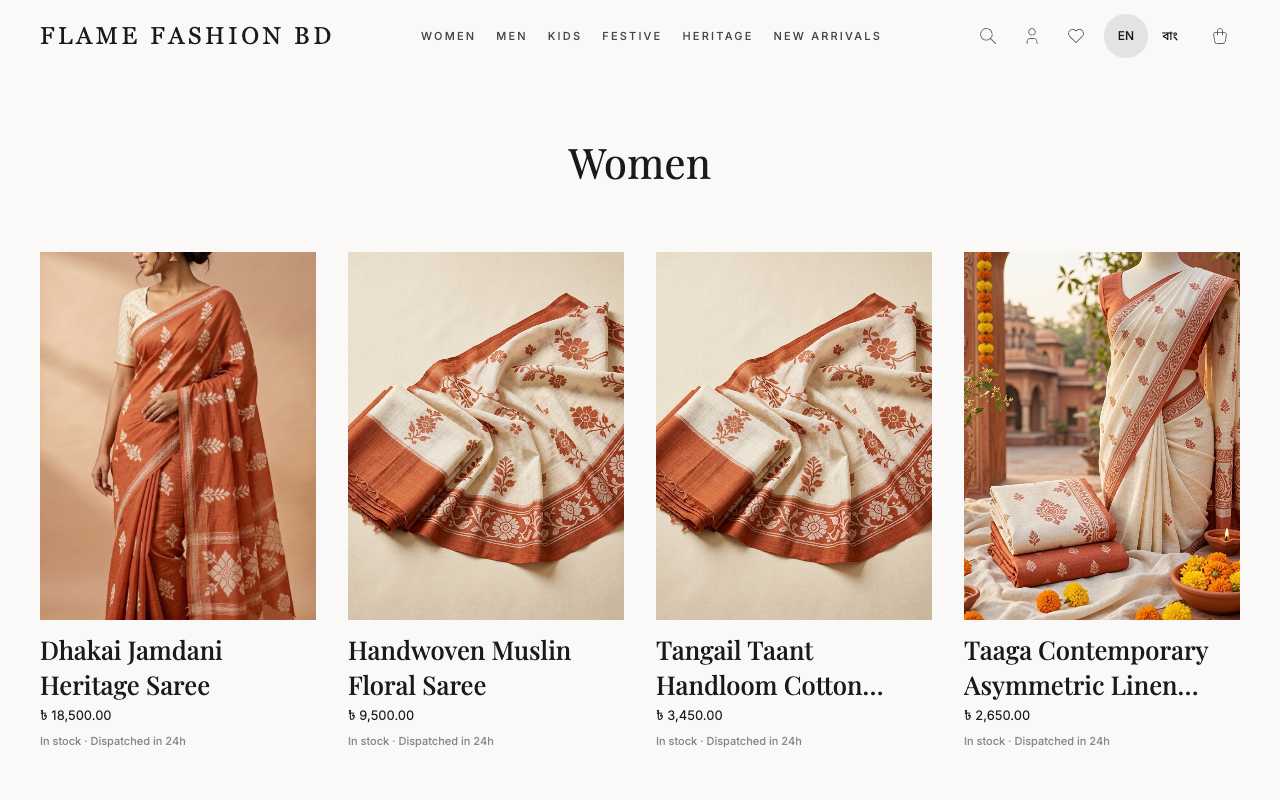 FLAME FASHION BD
WOMEN MEN KIDS FESTIVE HERITAGE NEW ARRIVALS
EN বাং
Women
Dhakai Jamdani
Heritage Saree
৳ 18,500.00
In stock · Dispatched in 24h
Handwoven Muslin
Floral Saree
৳ 9,500.00
In stock · Dispatched in 24h
Tangail Taant
Handloom Cotton...
৳ 3,450.00
In stock · Dispatched in 24h
Taaga Contemporary
Asymmetric Linen...
৳ 2,650.00
In stock · Dispatched in 24h